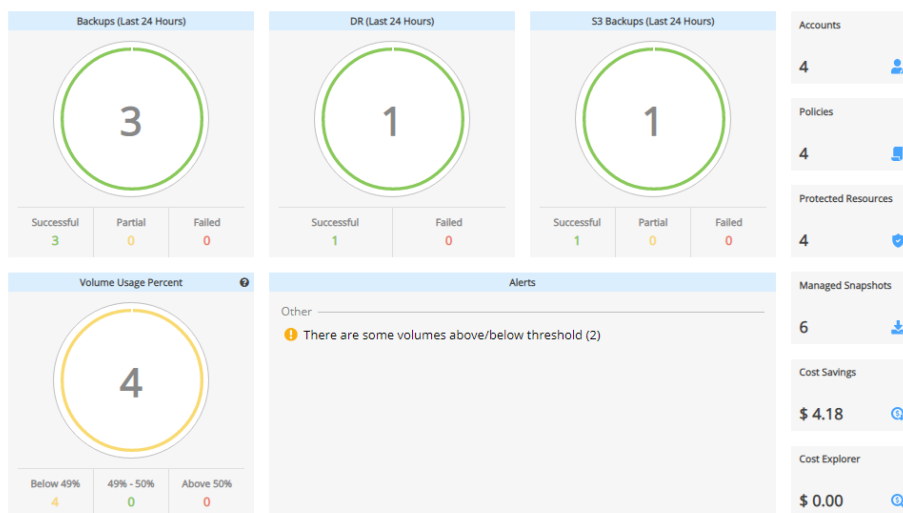 Backups (Last 24 Hours)
3
Successful Partial Failed
3 0 0
DR (Last 24 Hours)
1
Successful Failed
1 0
S3 Backups (Last 24 Hours)
1
Successful Partial Failed
1 0 0
Accounts
4
Policies
4
Protected Resources
4
Volume Usage Percent
4
Below 49% 49% - 50% Above 50%
4 0 0
Alerts
Other
There are some volumes above/below threshold (2)
Managed Snapshots
6
Cost Savings
$ 4.18
Cost Explorer
$ 0.00